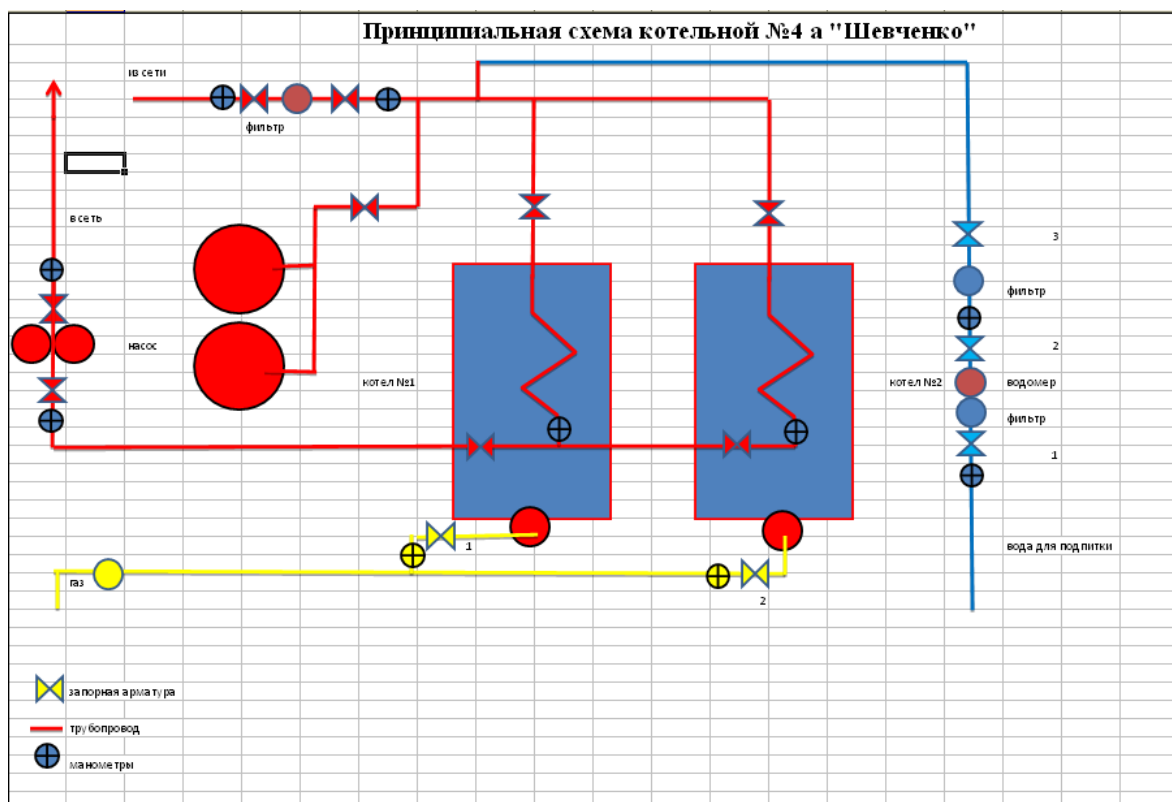 Принципиальная схема котельной №4 а "Шевченко"
из сети
фильтр
в сеть
3
фильтр
насос
2
котел №1
котел №2
водомер
фильтр
1
1
вода для подпитки
газ
2
запорная арматура
трубопровод
манометры